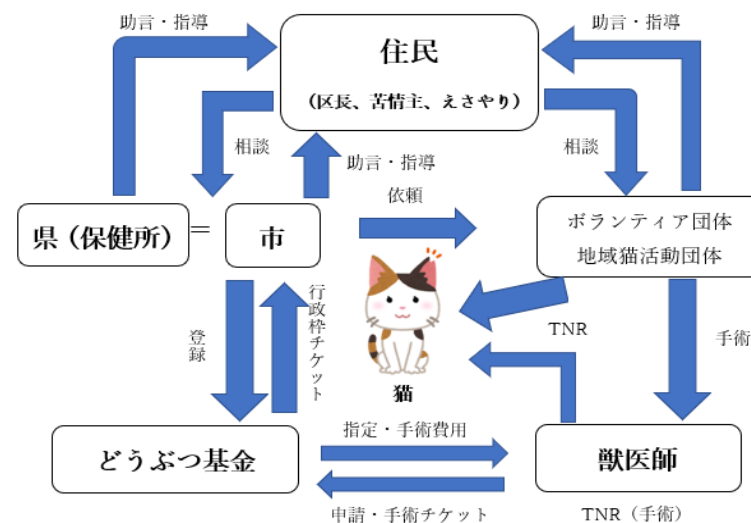 助言・指導
助言・指導
住民
（区長、苦情主、えさやり）
相談
相談
助言・指導
依頼
県（保健所）
＝
市
ボランティア団体
地域猫活動団体
登録
行政枠チケット
TNR
手術
猫
どうぶつ基金
指定・手術費用
獣医師
申請・手術チケット
TNR（手術）